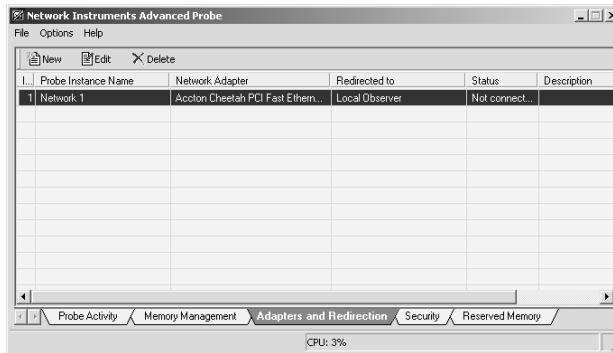 Network Instruments Advanced Probe
File Options Help
New Edit Delete
I... Probe Instance Name Network Adapter Redirected to Status Description
1 Network 1 Accton Cheetah PCI Fast Ethern... Local Observer Not connect...
Probe Activity Memory Management Adapters and Redirection Security Reserved Memory
CPU: 3%